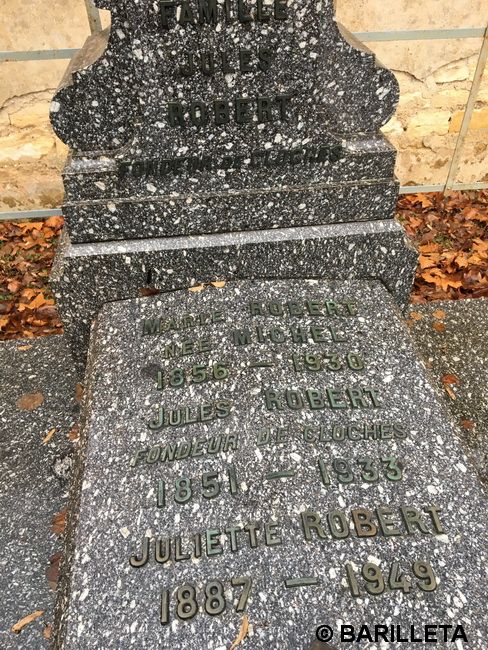 FAMILLE
JULES
ROBERT
FONDEUR DE CLOCHES
MARIE ROBERT
NÉE MICHEL
1856 - 1930
JULES ROBERT
FONDEUR DE CLOCHES
1851 - 1933
JULIETTE ROBERT
1887 - 1949
© BARILLETA